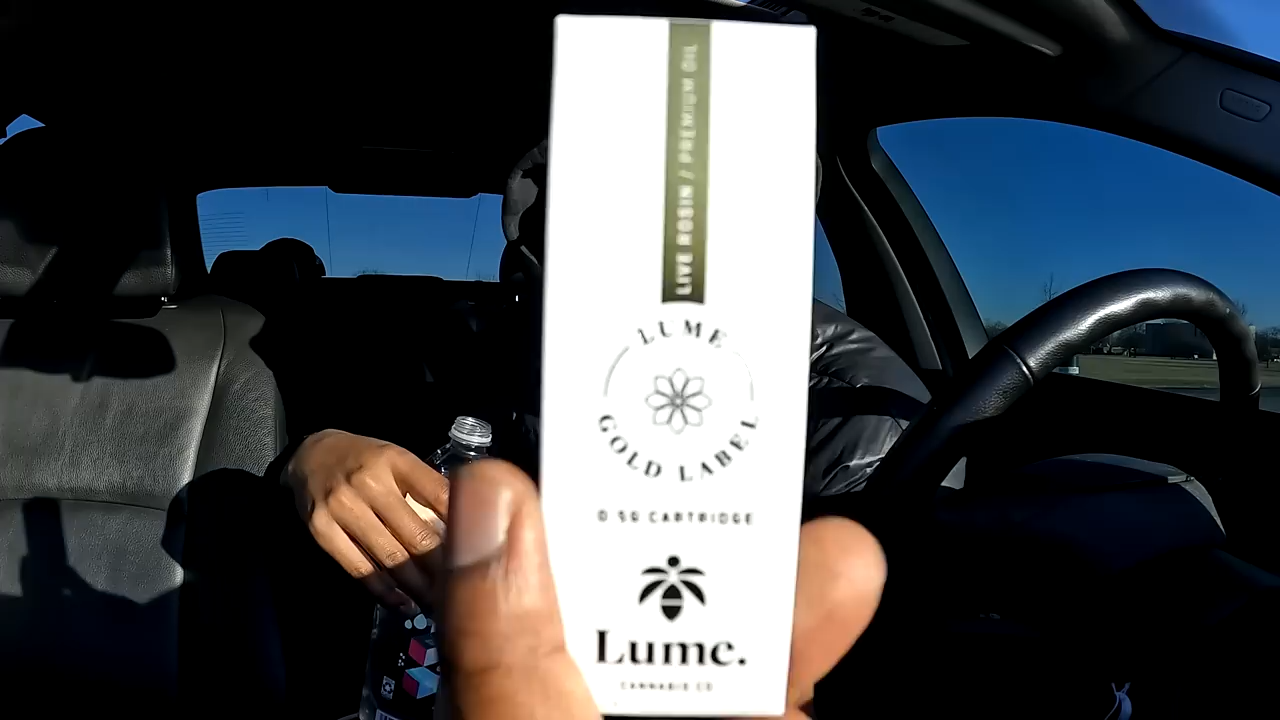 LIVE ROSIN / PREMIUM OIL
LUME
GOLD LABEL
0.5G CARTRIDGE
Lume.
CANNABIS CO